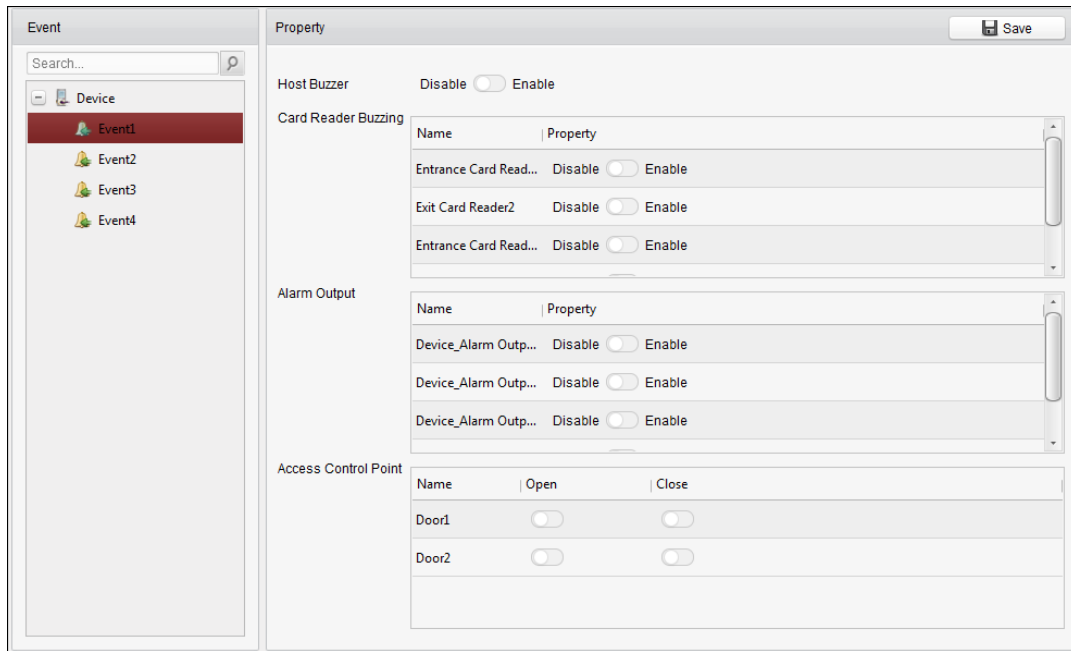 Event
Search...
Device
Event1
Event2
Event3
Event4
Property
Save
Host Buzzer Disable Enable
Card Reader Buzzing
Name Property
Entrance Card Read... Disable Enable
Exit Card Reader2 Disable Enable
Entrance Card Read... Disable Enable
Alarm Output
Name Property
Device_Alarm Outp... Disable Enable
Device_Alarm Outp... Disable Enable
Device_Alarm Outp... Disable Enable
Access Control Point
Name Open Close
Door1
Door2